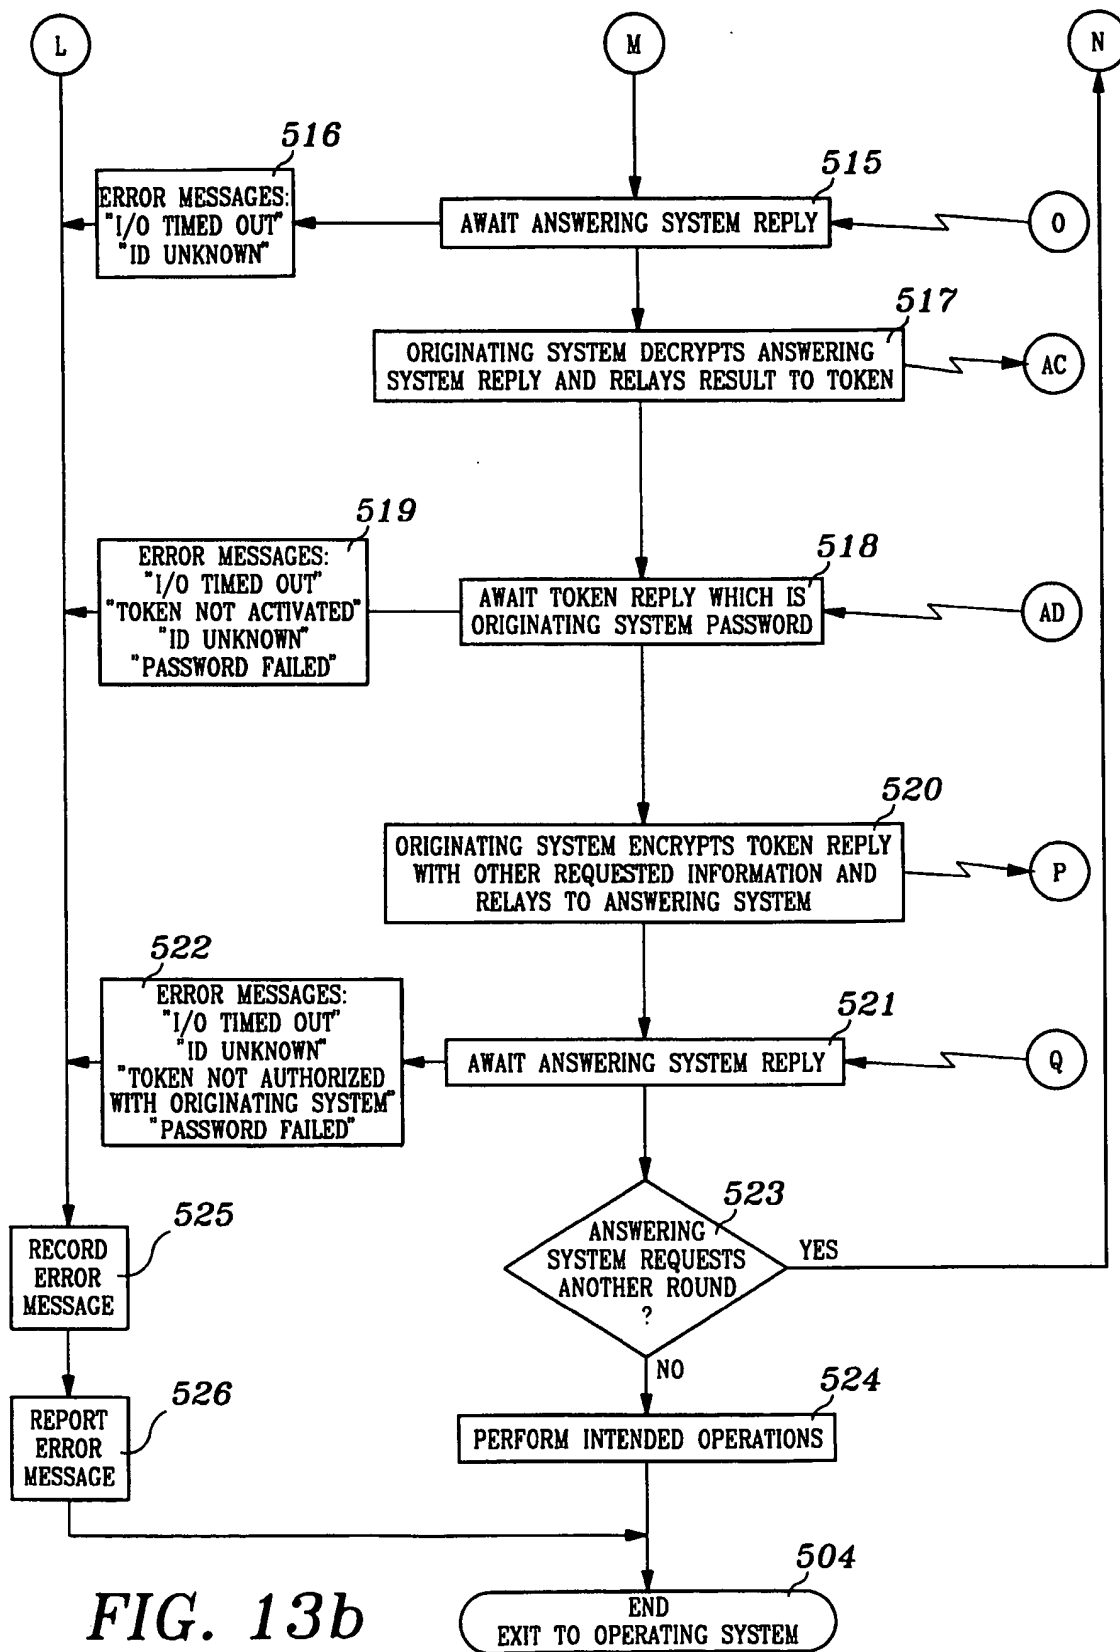 L
M
N
516
515
ERROR MESSAGES:
"I/O TIMED OUT"
"ID UNKNOWN"
AWAIT ANSWERING SYSTEM REPLY
O
517
ORIGINATING SYSTEM DECRYPTS ANSWERING
SYSTEM REPLY AND RELAYS RESULT TO TOKEN
AC
519
518
ERROR MESSAGES:
"I/O TIMED OUT"
"TOKEN NOT ACTIVATED"
"ID UNKNOWN"
"PASSWORD FAILED"
AWAIT TOKEN REPLY WHICH IS
ORIGINATING SYSTEM PASSWORD
AD
520
ORIGINATING SYSTEM ENCRYPTS TOKEN REPLY
WITH OTHER REQUESTED INFORMATION AND
RELAYS TO ANSWERING SYSTEM
P
522
521
ERROR MESSAGES:
"I/O TIMED OUT"
"ID UNKNOWN"
"TOKEN NOT AUTHORIZED
WITH ORIGINATING SYSTEM"
"PASSWORD FAILED"
AWAIT ANSWERING SYSTEM REPLY
Q
525
523
RECORD
ERROR
MESSAGE
ANSWERING
SYSTEM REQUESTS
ANOTHER ROUND
?
YES
NO
526
524
REPORT
ERROR
MESSAGE
PERFORM INTENDED OPERATIONS
504
END
EXIT TO OPERATING SYSTEM
FIG. 13b